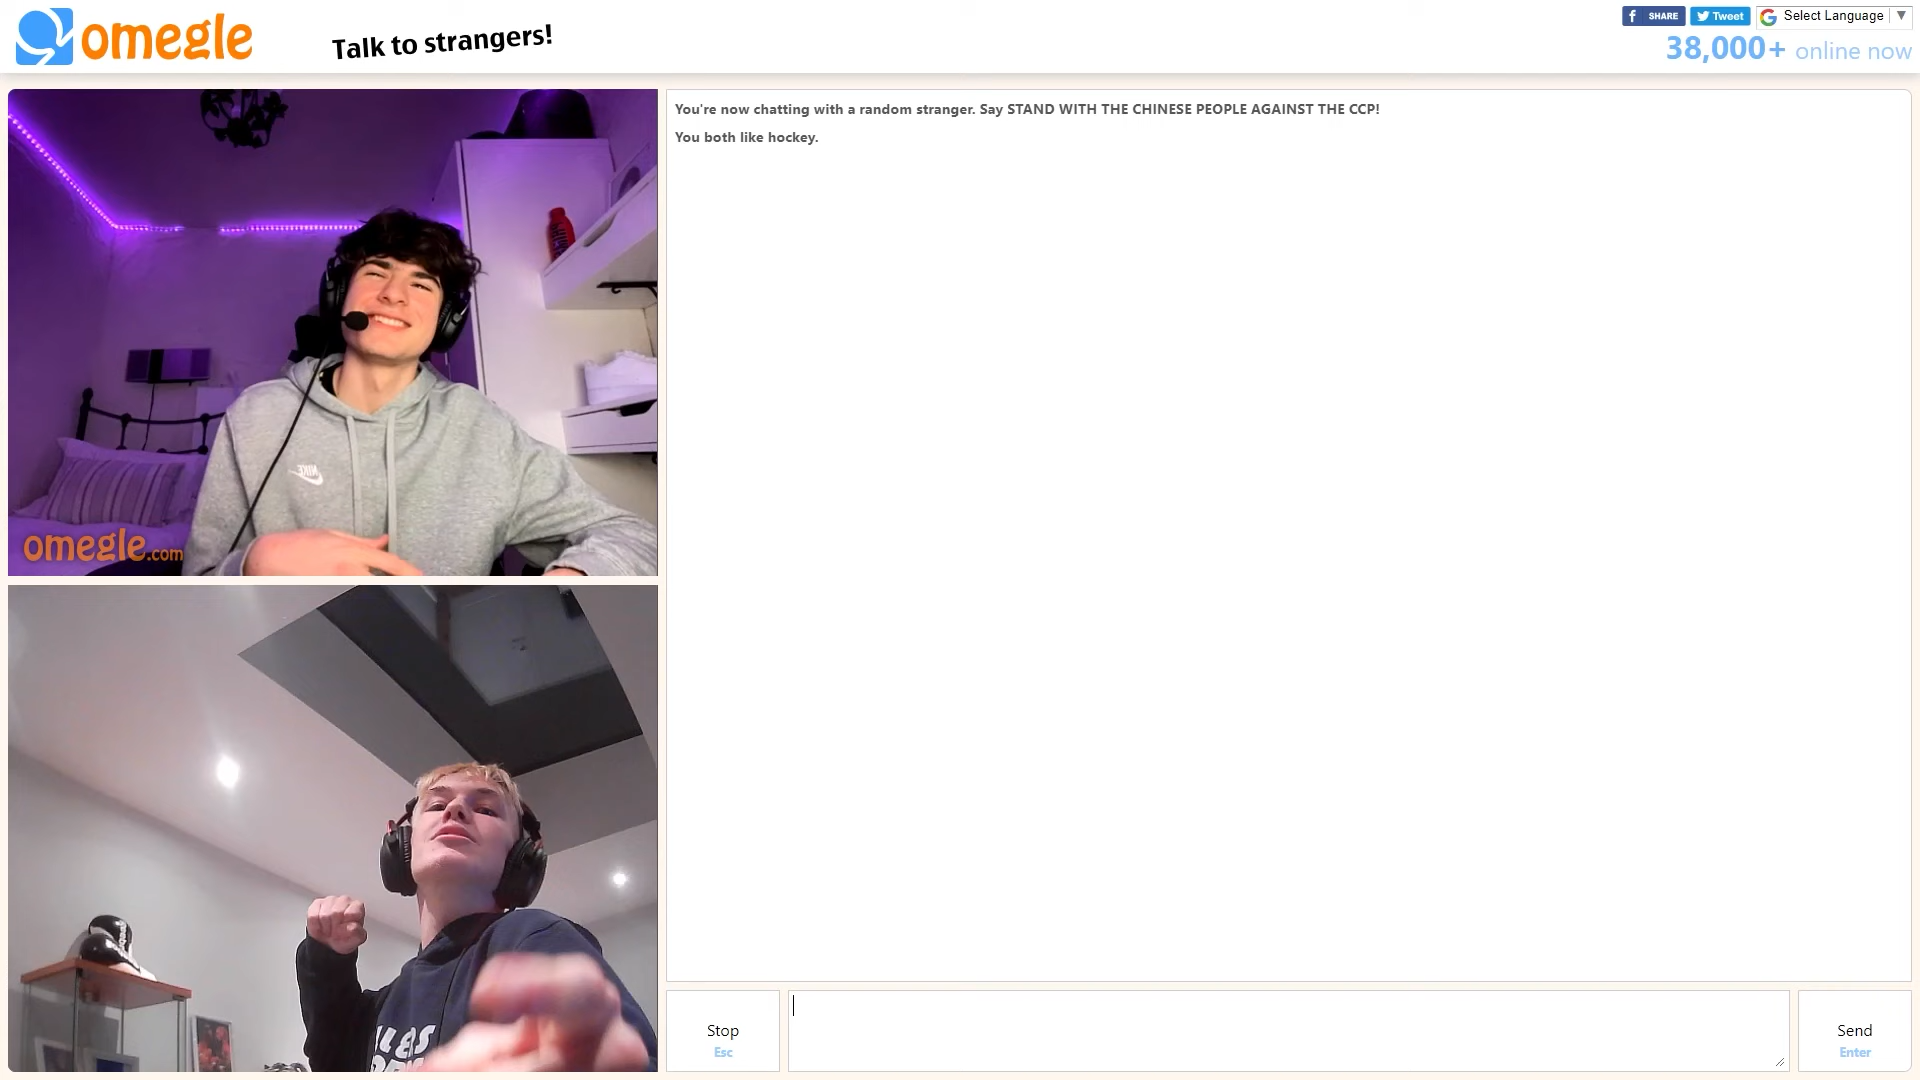 omegle
Talk to strangers!
SHARE
Tweet
Select Language
▼
38,000+ online now
You're now chatting with a random stranger. Say STAND WITH THE CHINESE PEOPLE AGAINST THE CCP!
You both like hockey.
NIKE
omegle.com
Stop
Esc
Send
Enter